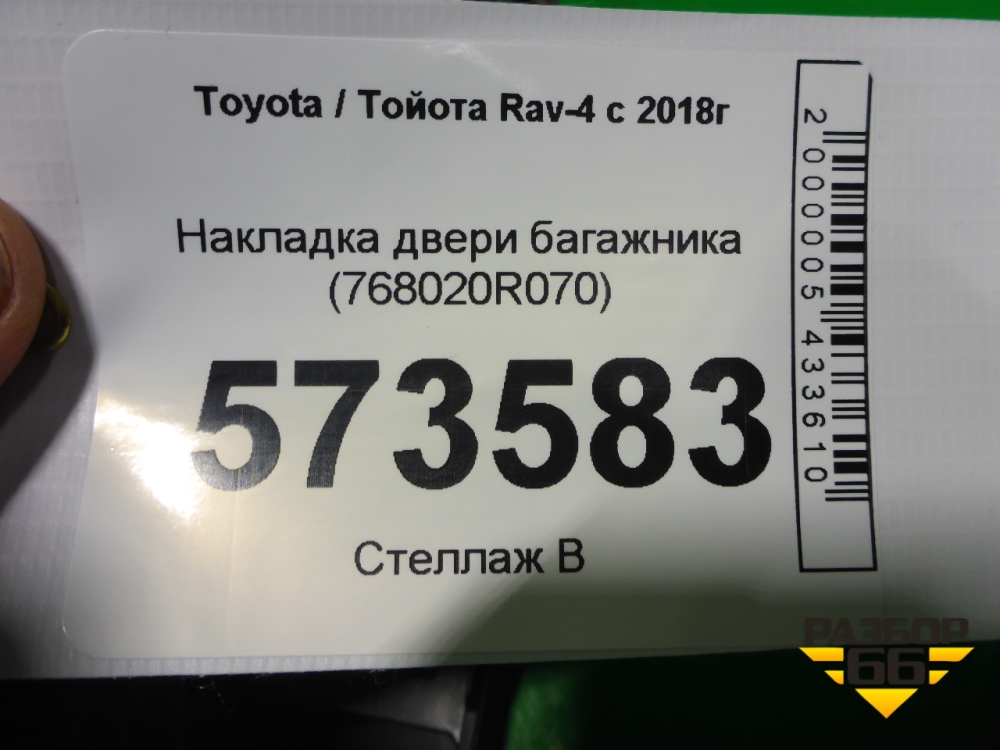 Toyota / Тойота Rav-4 с 2018г
Накладка двери багажника
(768020R070)
573583
Стеллаж В
2000005433610
РАЗБОР
66